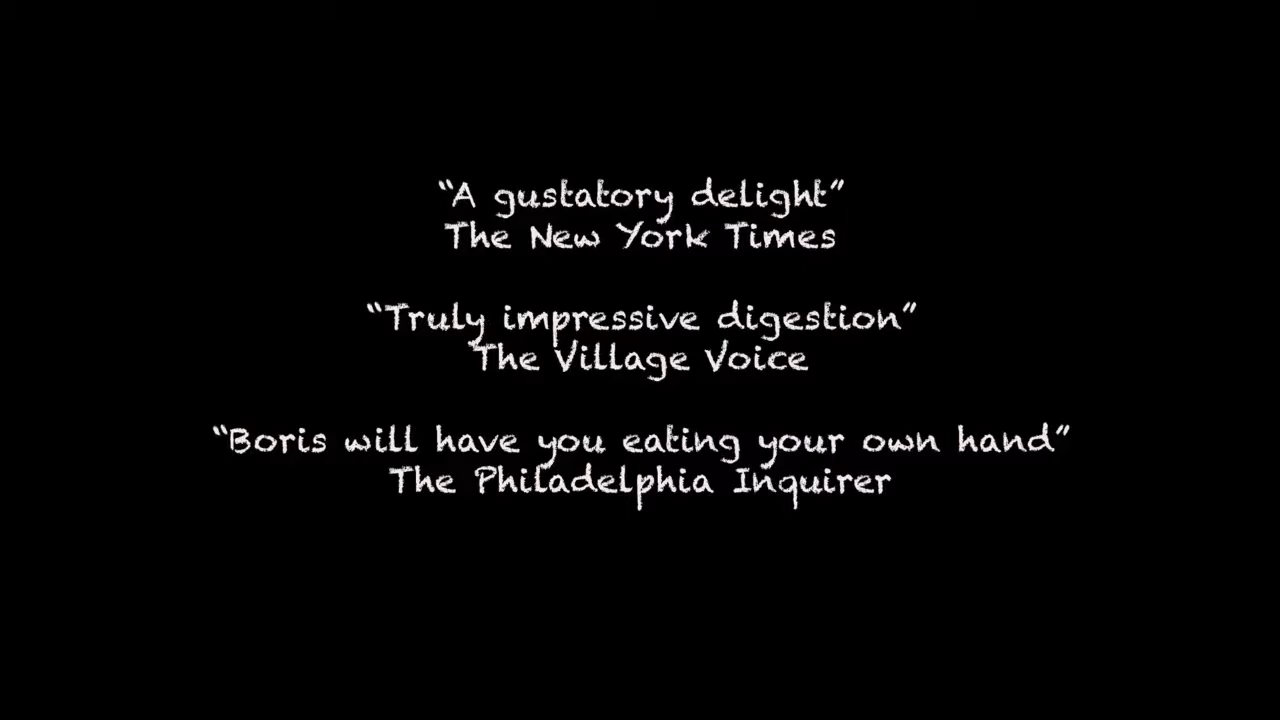 “A gustatory delight”
The New York Times
“Truly impressive digestion”
The Village Voice
“Boris will have you eating your own hand”
The Philadelphia Inquirer